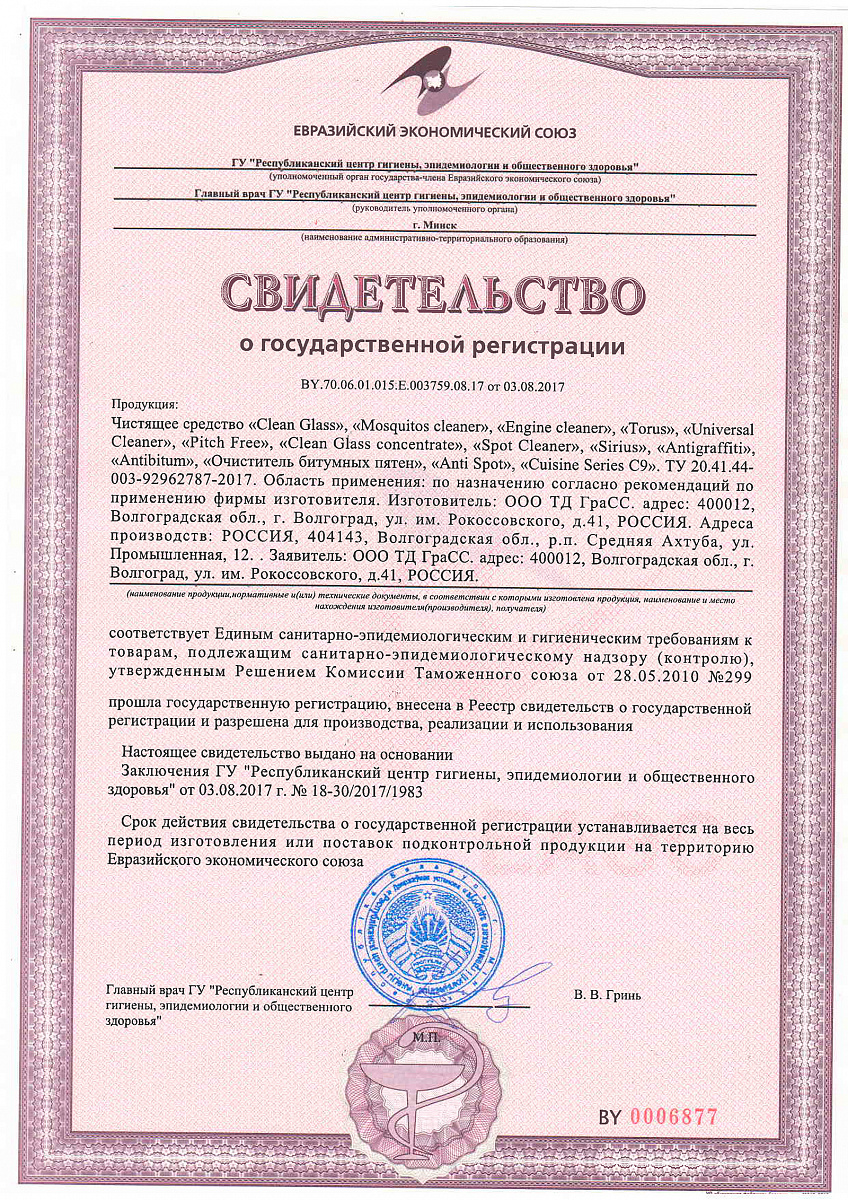 ЕВРАЗИЙСКИЙ ЭКОНОМИЧЕСКИЙ СОЮЗ
ГУ "Республиканский центр гигиены, эпидемиологии и общественного здоровья"
(уполномоченный орган государства-члена Евразийского экономического союза)
Главный врач ГУ "Республиканский центр гигиены, эпидемиологии и общественного здоровья"
(руководитель уполномоченного органа)
г. Минск
(наименование административно-территориального образования)
СВИДЕТЕЛЬСТВО
о государственной регистрации
BY.70.06.01.015.E.003759.08.17 от 03.08.2017
Продукция:
Чистящее средство «Clean Glass», «Mosquitos cleaner», «Engine cleaner», «Torus», «Universal
Cleaner», «Pitch Free», «Clean Glass concentrate», «Spot Cleaner», «Sirius», «Antigraffiti»,
«Antibitum», «Очиститель битумных пятен», «Anti Spot», «Cuisine Series C9». ТУ 20.41.44-
003-92962787-2017. Область применения: по назначению согласно рекомендаций по
применению фирмы изготовителя. Изготовитель: ООО ТД ГраСС. адрес: 400012,
Волгоградская обл., г. Волгоград, ул. им. Рокоссовского, д.41, РОССИЯ. Адреса
производств: РОССИЯ, 404143, Волгоградская обл., р.п. Средняя Ахтуба, ул.
Промышленная, 12. . Заявитель: ООО ТД ГраСС. адрес: 400012, Волгоградская обл., г.
Волгоград, ул. им. Рокоссовского, д.41, РОССИЯ.
(наименование продукции,нормативные и(или) технические документы, в соответствии с которыми изготовлена продукция, наименование и место
нахождения изготовителя(производителя), получателя)
соответствует Единым санитарно-эпидемиологическим и гигиеническим требованиям к
товарам, подлежащим санитарно-эпидемиологическому надзору (контролю),
утвержденным Решением Комиссии Таможенного союза от 28.05.2010 №299
прошла государственную регистрацию, внесена в Реестр свидетельств о государственной
регистрации и разрешена для производства, реализации и использования
Настоящее свидетельство выдано на основании
Заключения ГУ "Республиканский центр гигиены, эпидемиологии и общественного
здоровья" от 03.08.2017 г. № 18-30/2017/1983
Срок действия свидетельства о государственной регистрации устанавливается на весь
период изготовления или поставок подконтрольной продукции на территорию
Евразийского экономического союза
Главный врач ГУ "Республиканский центр
гигиены, эпидемиологии и общественного
здоровья"
В. В. Гринь
М.П.
BY 0006877